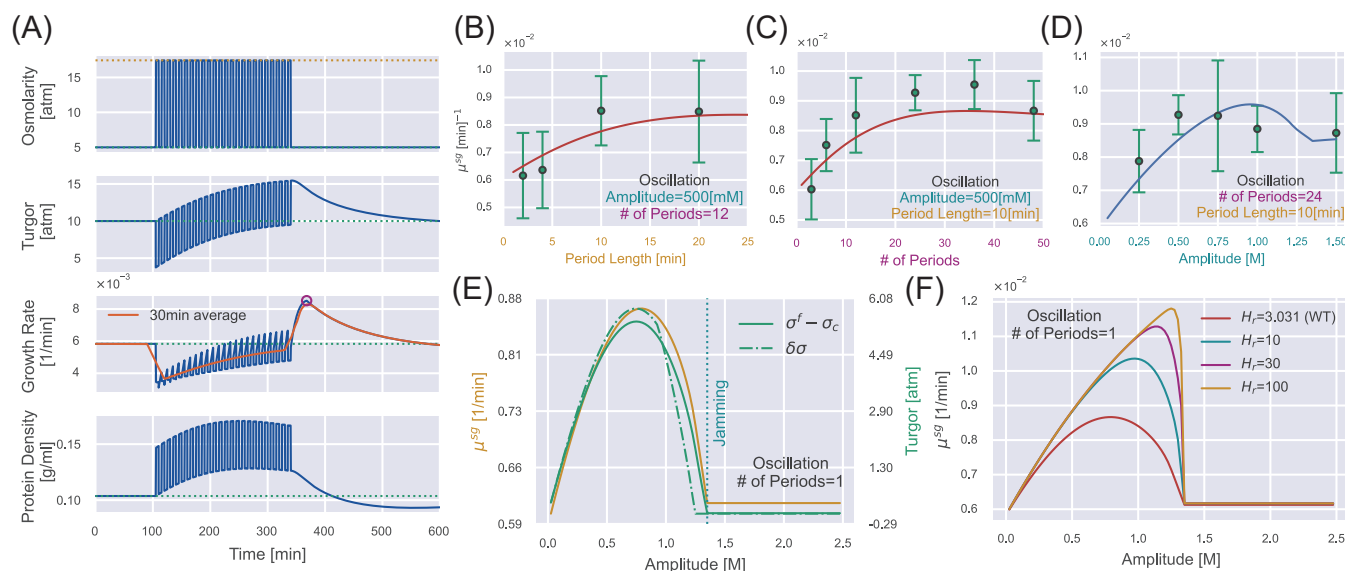 (A)
Osmolarity
[atm]
15
10
5
Turgor
[atm]
15
10
5
×10⁻³
Growth Rate
[1/min]
8
6
4
30min average
Protein Density
[g/ml]
0.15
0.10
0 100 200 300 400 500 600
Time [min]
(B)
×10⁻²
μˢᵍ [min]⁻¹
1.0
0.9
0.8
0.7
0.6
0.5
Oscillation
Amplitude=500[mM]
# of Periods=12
0 5 10 15 20 25
Period Length [min]
(C)
×10⁻²
1.0
0.9
0.8
0.7
0.6
0.5
Oscillation
Amplitude=500[mM]
Period Length=10[min]
0 10 20 30 40 50
# of Periods
(D)
×10⁻²
1.0
0.9
0.8
0.7
0.6
Oscillation
# of Periods=24
Period Length=10[min]
0.00 0.25 0.50 0.75 1.00 1.25 1.50
Amplitude [M]
(E)
μˢᵍ [1/min]
0.88
0.81
0.73
0.66
0.59
σᶠ − σ_c
δσ
Jamming
Oscillation
# of Periods=1
6.08
4.49
2.90
1.30
-0.29
Turgor [atm]
0.0 0.5 1.0 1.5 2.0 2.5
Amplitude [M]
(F)
×10⁻²
μˢᵍ [1/min]
1.2
1.0
0.8
0.6
Oscillation
# of Periods=1
H_r=3.031 (WT)
H_r=10
H_r=30
H_r=100
0.0 0.5 1.0 1.5 2.0 2.5
Amplitude [M]